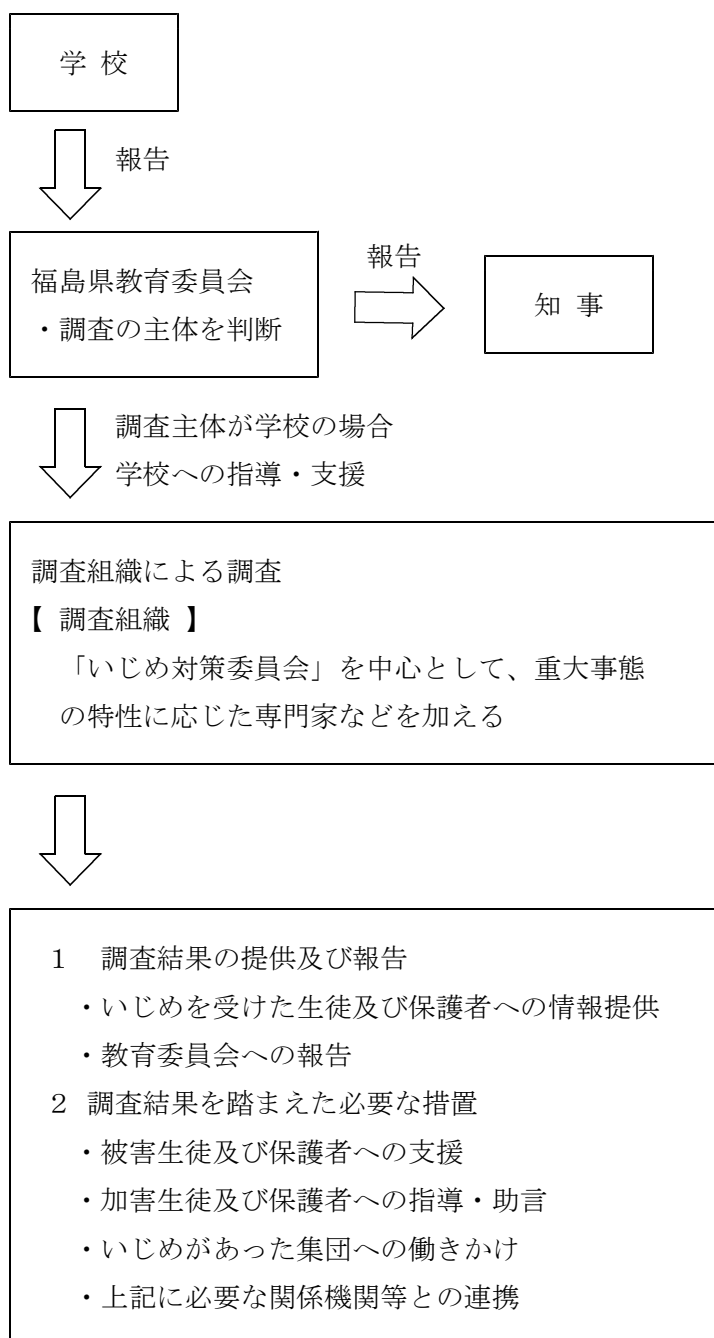 学 校
報告
福島県教育委員会
・調査の主体を判断
報告
知 事
調査主体が学校の場合
学校への指導・支援
調査組織による調査
【 調査組織 】
「いじめ対策委員会」を中心として、重大事態
の特性に応じた専門家などを加える
1 調査結果の提供及び報告
・いじめを受けた生徒及び保護者への情報提供
・教育委員会への報告
2 調査結果を踏まえた必要な措置
・被害生徒及び保護者への支援
・加害生徒及び保護者への指導・助言
・いじめがあった集団への働きかけ
・上記に必要な関係機関等との連携